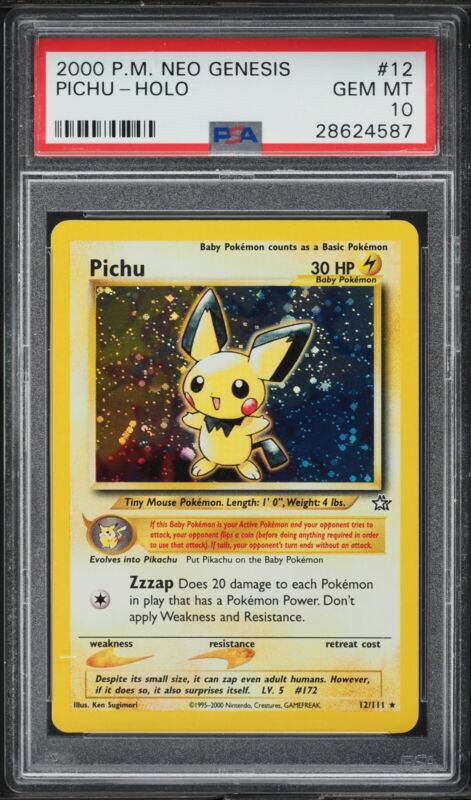 2000 P.M. NEO GENESIS #12
PICHU - HOLO GEM MT
10
PSA 28624587
Baby Pokémon counts as a Basic Pokémon
Pichu 30 HP
Baby Pokémon
Tiny Mouse Pokémon. Length: 1' 0", Weight: 4 lbs.
If this Baby Pokémon is your Active Pokémon and your opponent tries to
attack, your opponent flips a coin (before doing anything required in order
to use that attack). If tails, your opponent's turn ends without an attack.
Evolves into Pikachu Put Pikachu on the Baby Pokémon
Zzzap Does 20 damage to each Pokémon
in play that has a Pokémon Power. Don't
apply Weakness and Resistance.
weakness resistance retreat cost
Despite its small size, it can zap even adult humans. However,
if it does so, it also surprises itself. LV. 5 #172
Illus. Ken Sugimori ©1995-2000 Nintendo, Creatures, GAMEFREAK. 12/111 ★
PSA